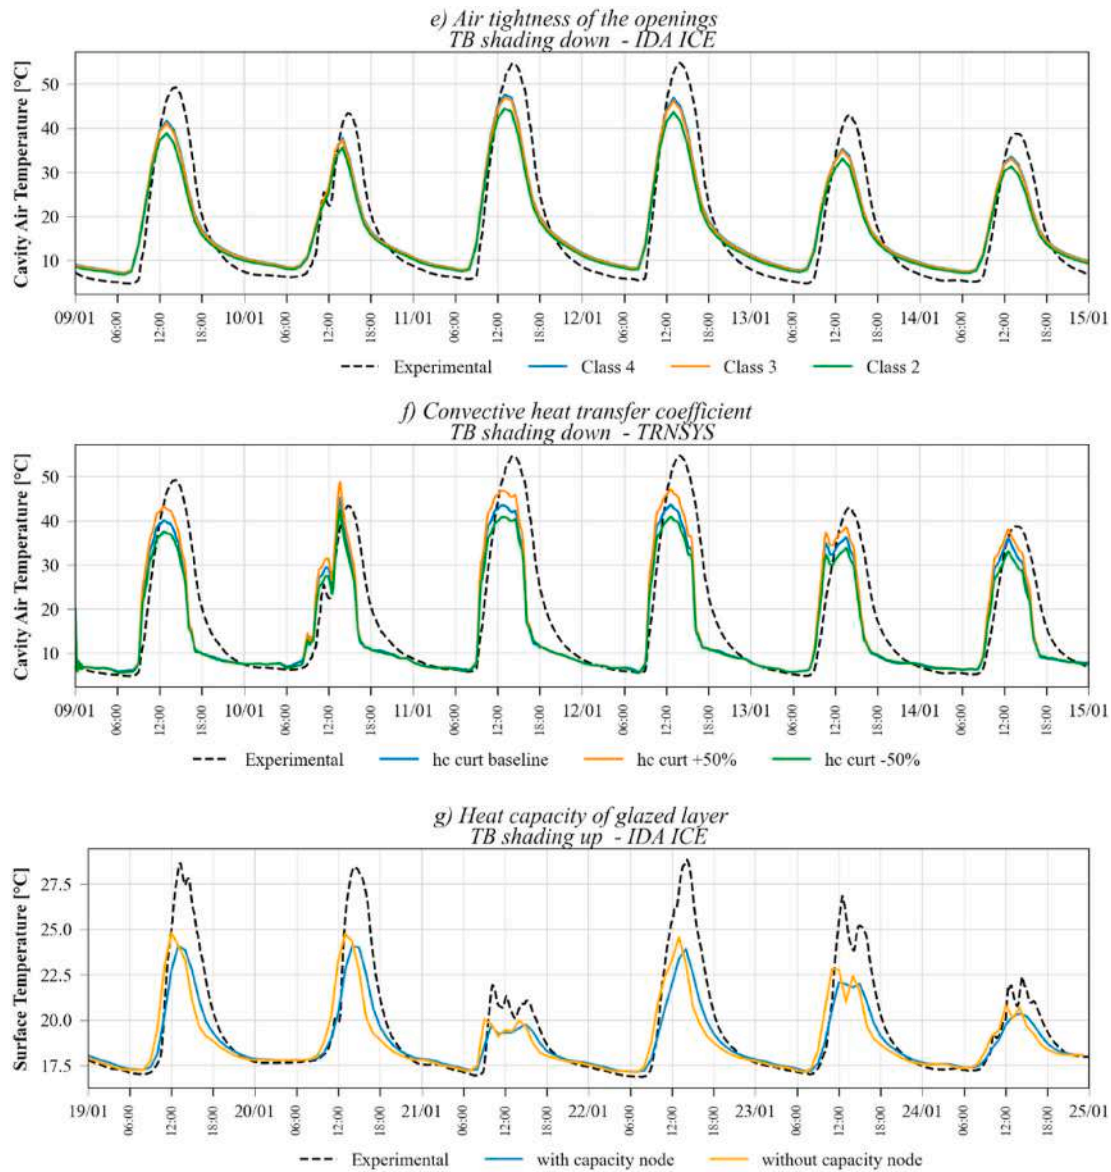 e) Air tightness of the openings
TB shading down - IDA ICE
Cavity Air Temperature [°C]
50
40
30
20
10
09/01 06:00 12:00 18:00 10/01 06:00 12:00 18:00 11/01 06:00 12:00 18:00 12/01 06:00 12:00 18:00 13/01 06:00 12:00 18:00 14/01 06:00 12:00 18:00 15/01
Experimental Class 4 Class 3 Class 2
f) Convective heat transfer coefficient
TB shading down - TRNSYS
Cavity Air Temperature [°C]
50
40
30
20
10
09/01 06:00 12:00 18:00 10/01 06:00 12:00 18:00 11/01 06:00 12:00 18:00 12/01 06:00 12:00 18:00 13/01 06:00 12:00 18:00 14/01 06:00 12:00 18:00 15/01
Experimental hc curt baseline hc curt +50% hc curt -50%
g) Heat capacity of glazed layer
TB shading up - IDA ICE
Surface Temperature [°C]
27.5
25.0
22.5
20.0
17.5
19/01 06:00 12:00 18:00 20/01 06:00 12:00 18:00 21/01 06:00 12:00 18:00 22/01 06:00 12:00 18:00 23/01 06:00 12:00 18:00 24/01 06:00 12:00 18:00 25/01
Experimental with capacity node without capacity node